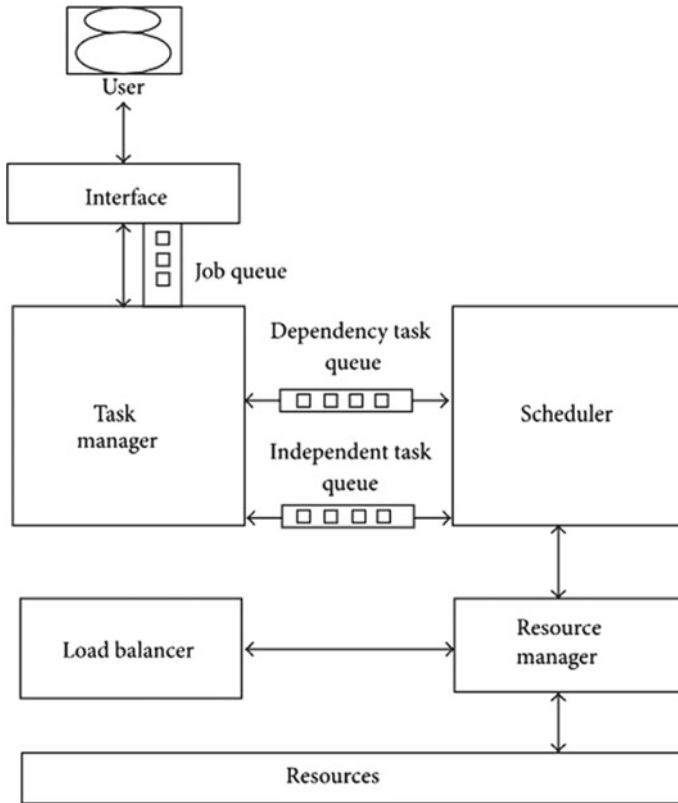 User
Interface
Job queue
Dependency task
queue
Task
manager
Scheduler
Independent task
queue
Load balancer
Resource
manager
Resources